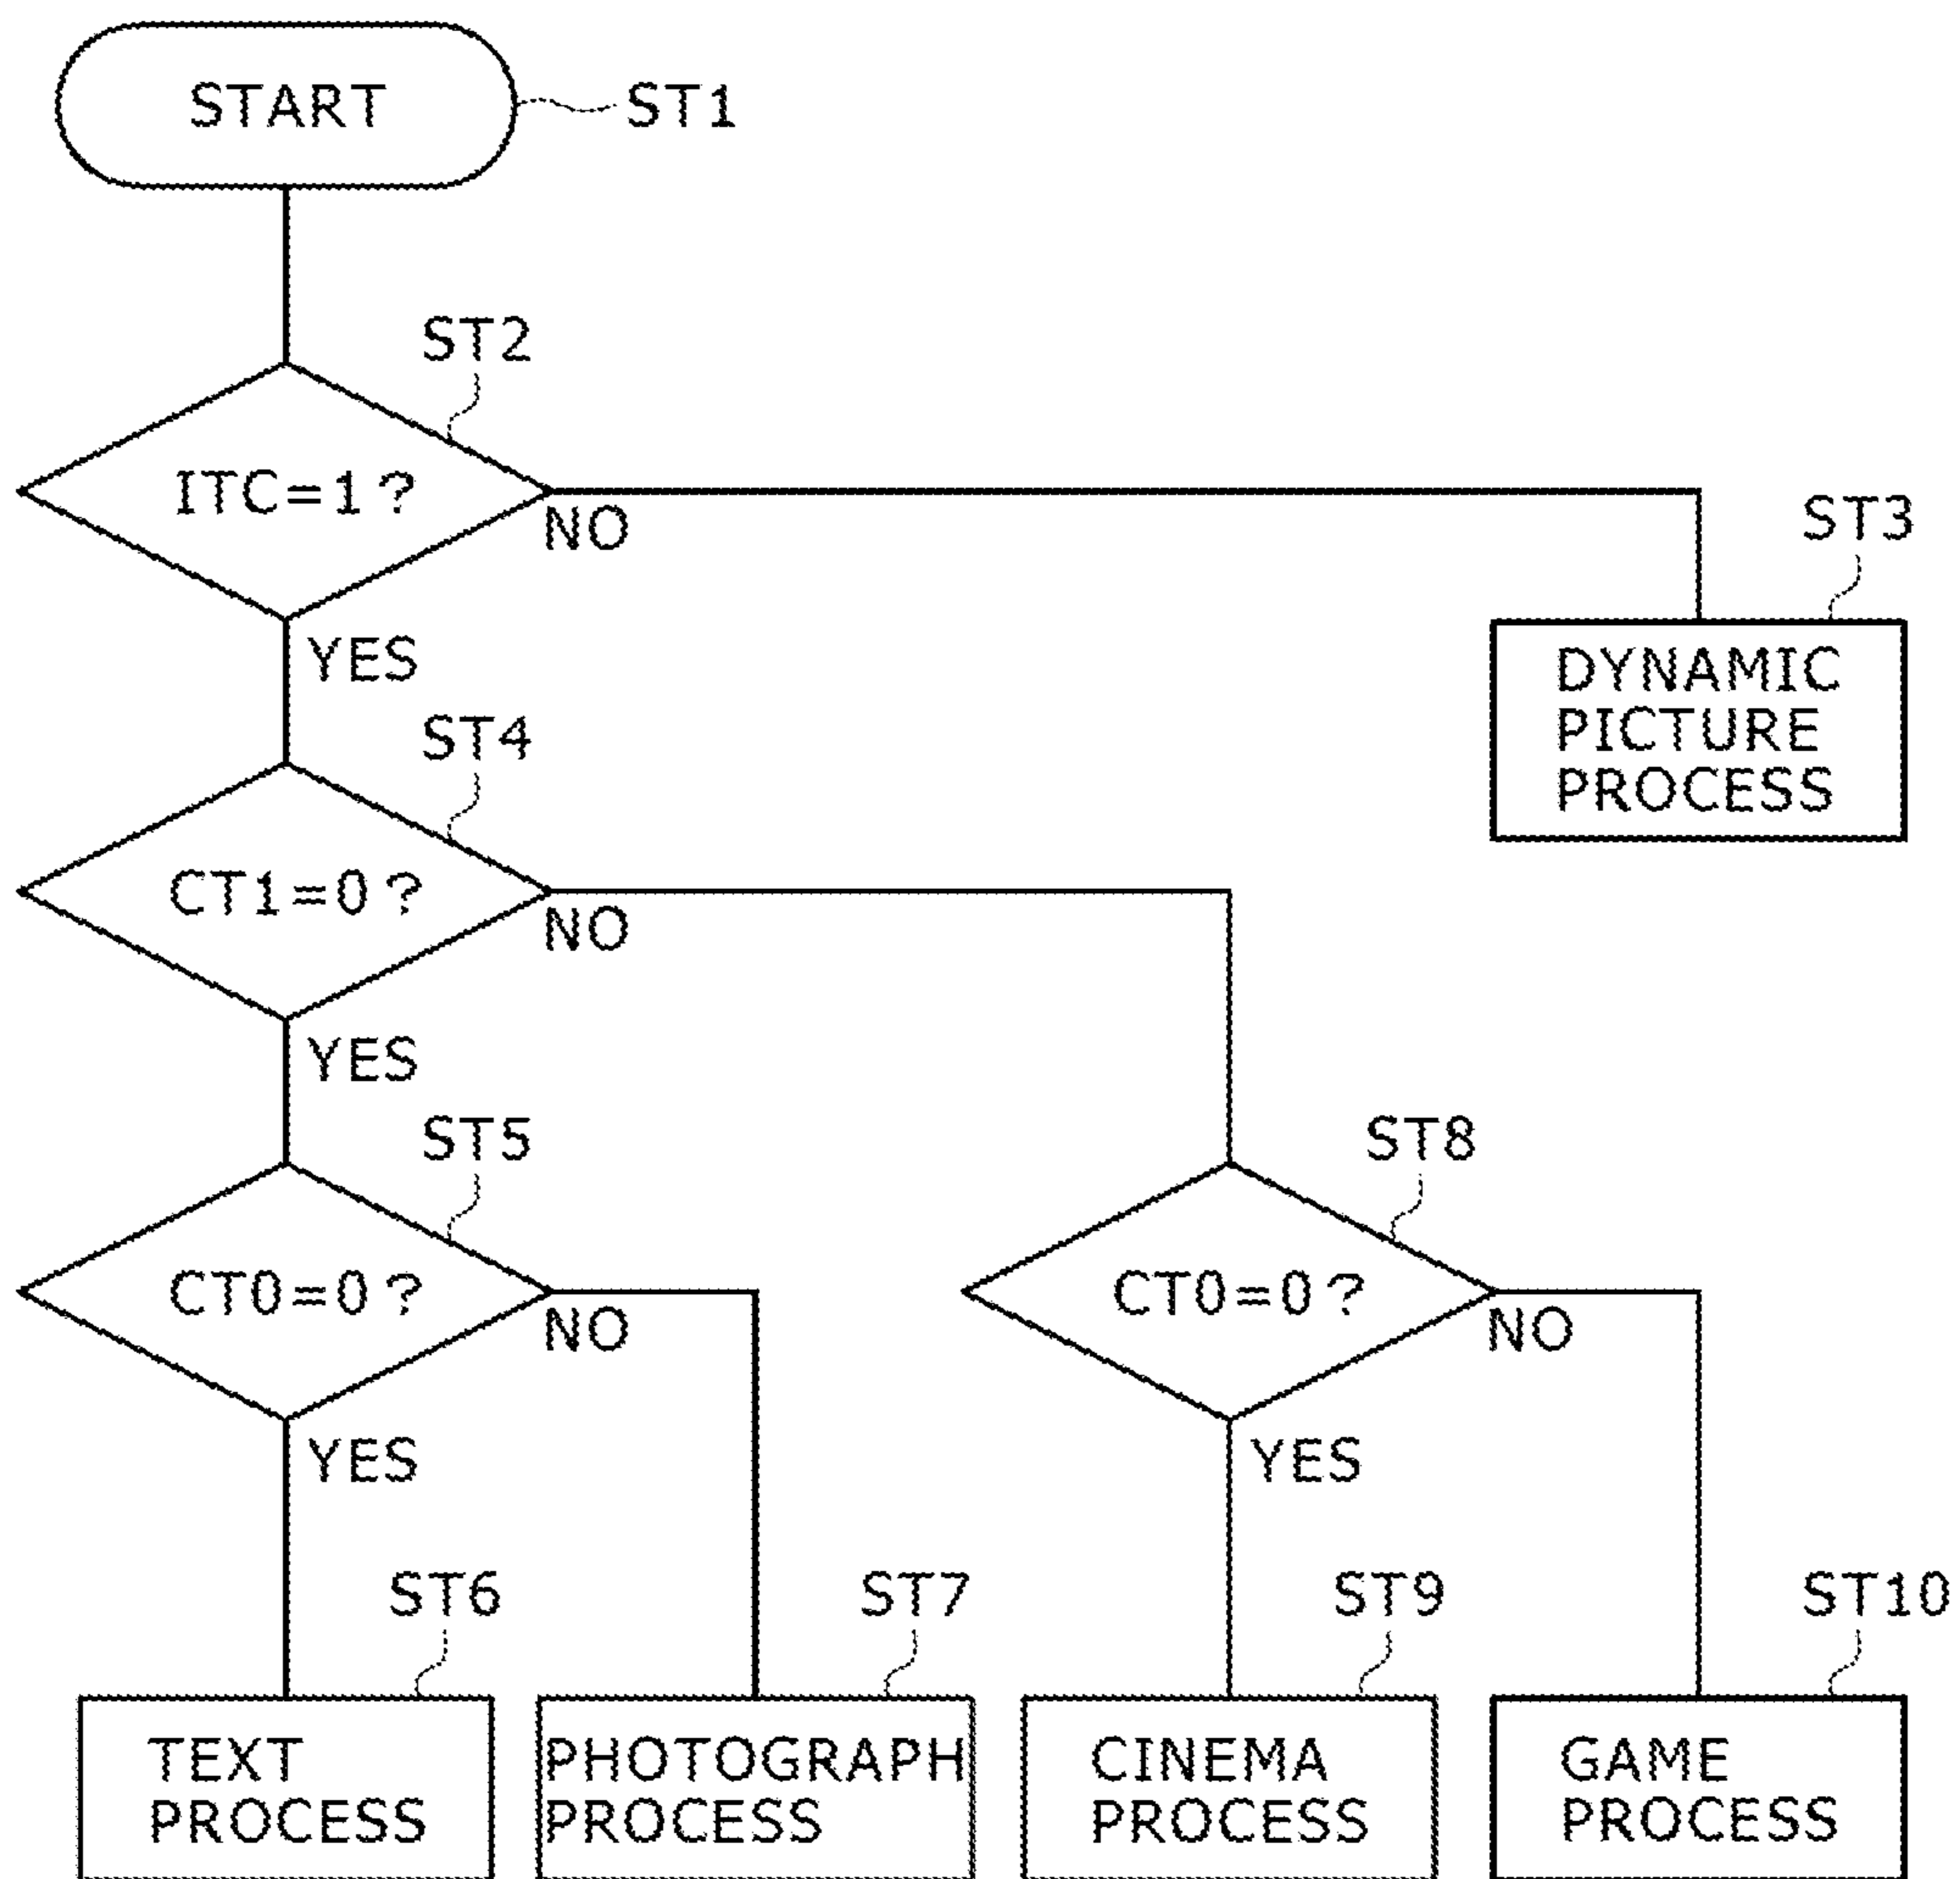 START
ST1
ST2
ITC=1?
NO
ST3
YES
DYNAMIC
PICTURE
PROCESS
ST4
CT1=0?
NO
YES
ST5
ST8
CT0=0?
NO
CT0=0?
NO
YES
YES
ST6
ST7
ST9
ST10
TEXT
PROCESS
PHOTOGRAPH
PROCESS
CINEMA
PROCESS
GAME
PROCESS